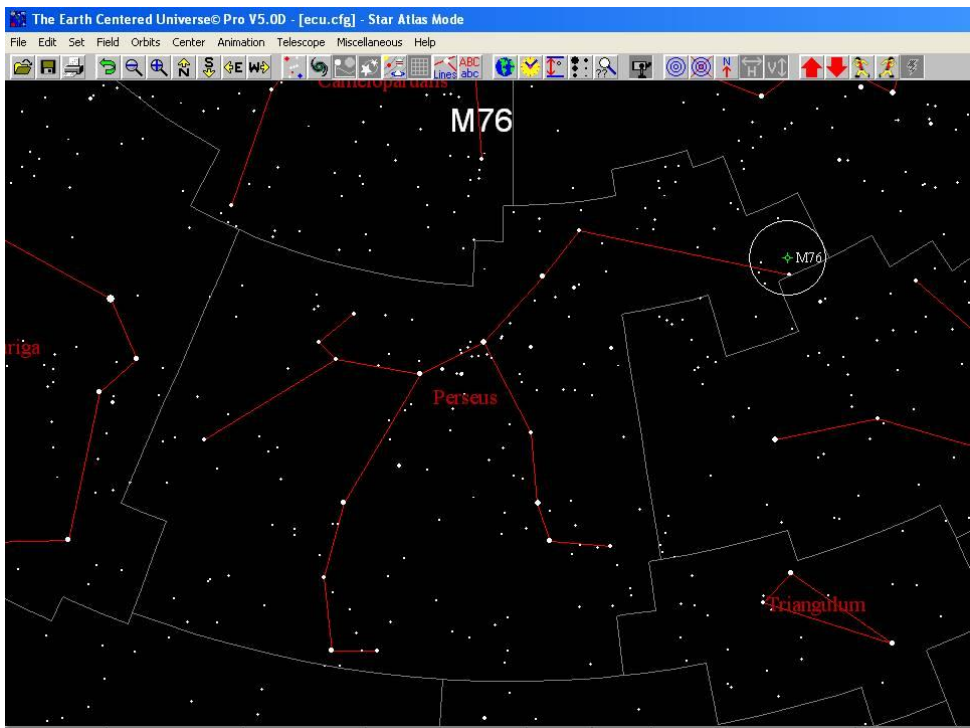 The Earth Centered Universe© Pro V5.0D - [ecu.cfg] - Star Atlas Mode
File Edit Set Field Orbits Center Animation Telescope Miscellaneous Help
N S E W Lines ABC abc N H V
Camelopardalis
M76
M76
riga
Perseus
Triangulum